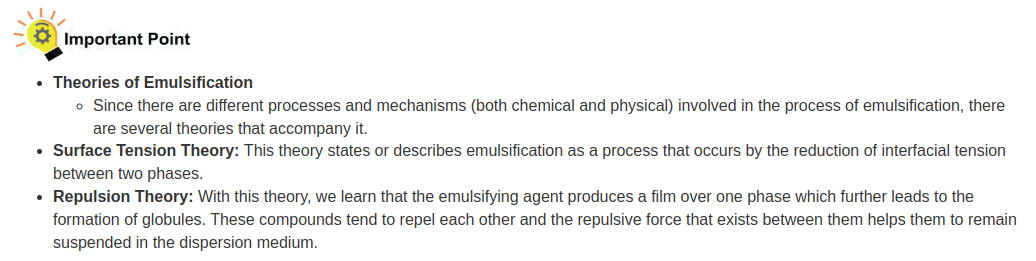 Important Point
• Theories of Emulsification
◦ Since there are different processes and mechanisms (both chemical and physical) involved in the process of emulsification, there
are several theories that accompany it.
• Surface Tension Theory: This theory states or describes emulsification as a process that occurs by the reduction of interfacial tension
between two phases.
• Repulsion Theory: With this theory, we learn that the emulsifying agent produces a film over one phase which further leads to the
formation of globules. These compounds tend to repel each other and the repulsive force that exists between them helps them to remain
suspended in the dispersion medium.